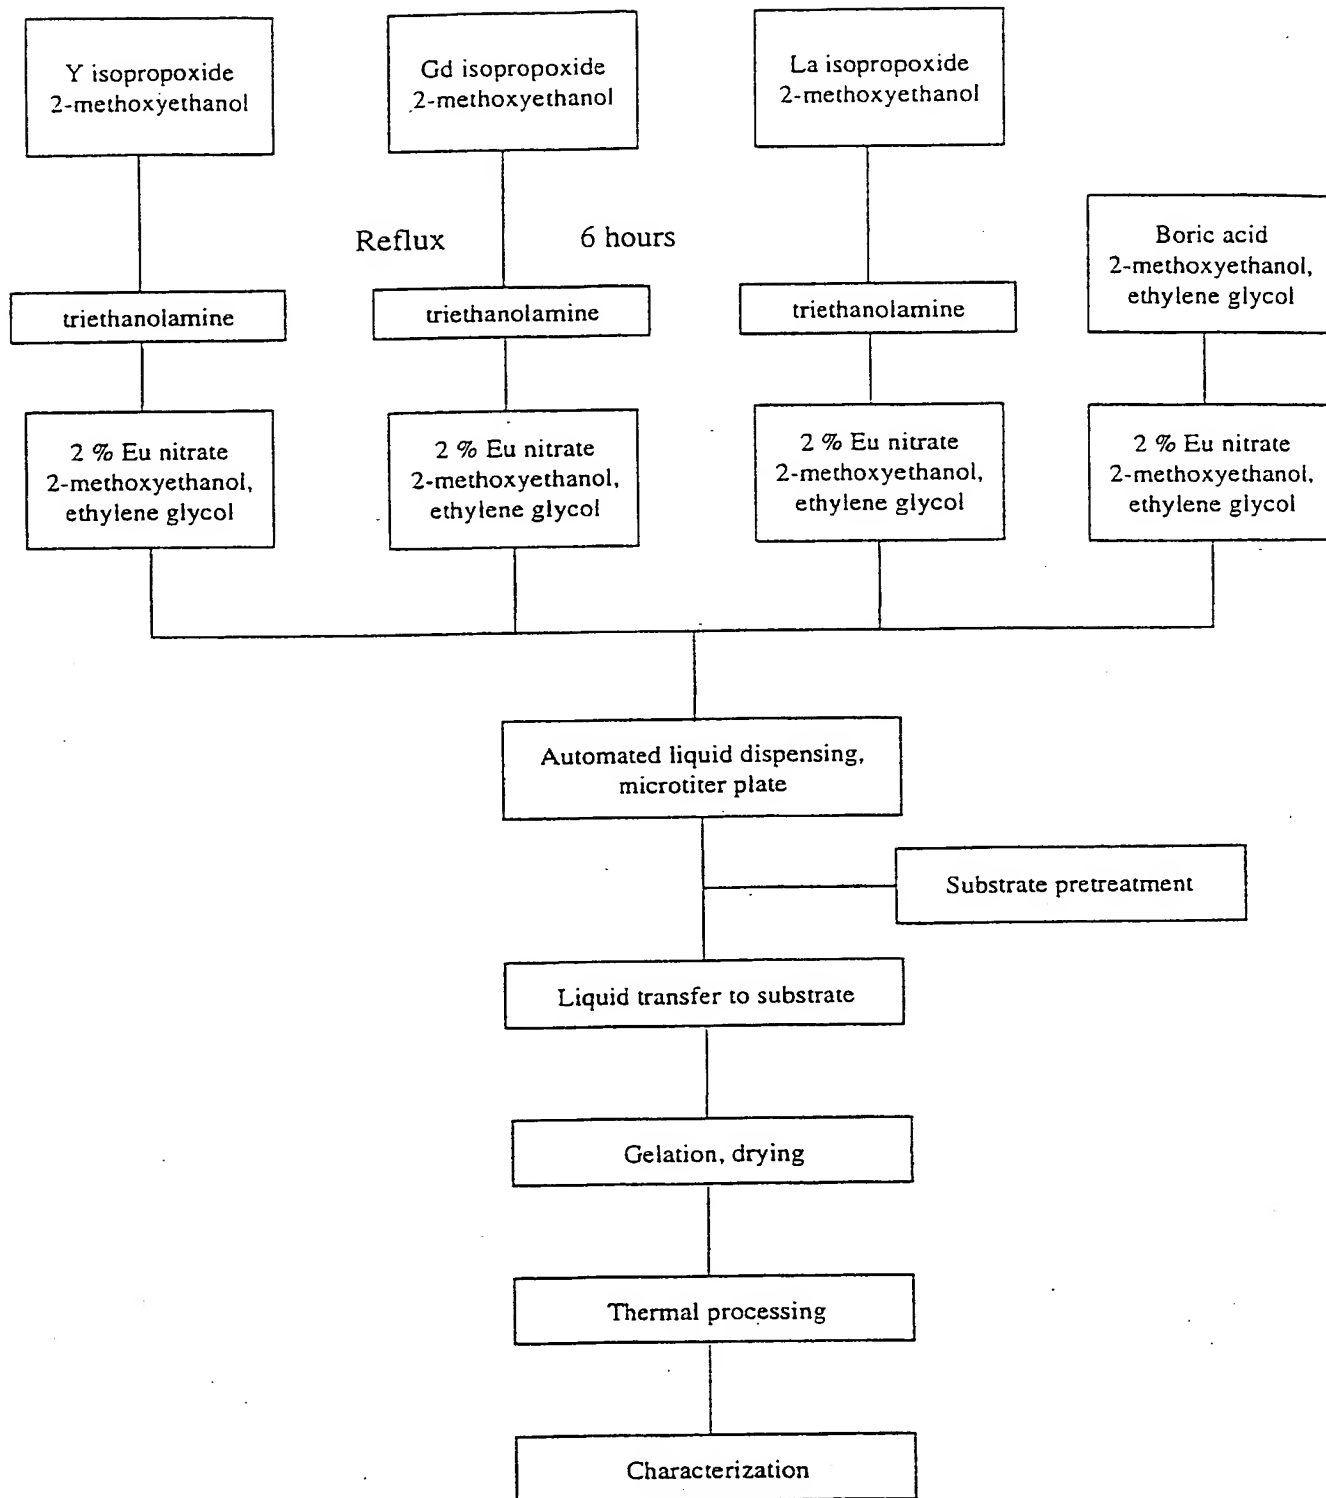 Y isopropoxide
2-methoxyethanol
Gd isopropoxide
2-methoxyethanol
La isopropoxide
2-methoxyethanol
Reflux
6 hours
Boric acid
2-methoxyethanol,
ethylene glycol
triethanolamine
triethanolamine
triethanolamine
2 % Eu nitrate
2-methoxyethanol,
ethylene glycol
2 % Eu nitrate
2-methoxyethanol,
ethylene glycol
2 % Eu nitrate
2-methoxyethanol,
ethylene glycol
2 % Eu nitrate
2-methoxyethanol,
ethylene glycol
Automated liquid dispensing,
microtiter plate
Substrate pretreatment
Liquid transfer to substrate
Gelation, drying
Thermal processing
Characterization